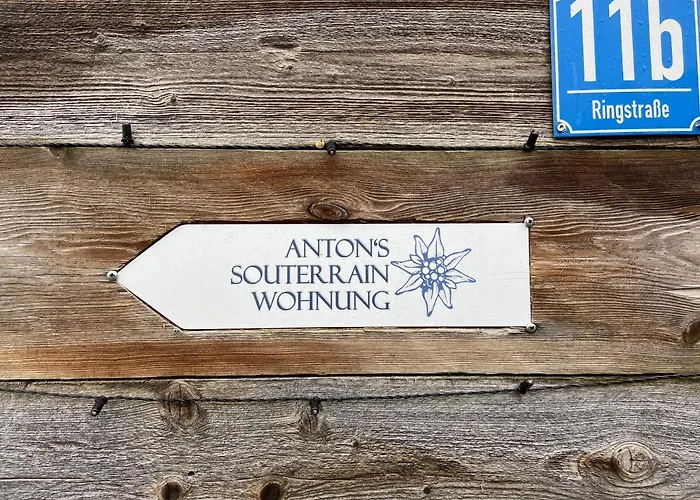 11b
Ringstraße
ANTON‘S
SOUTERRAIN
WOHNUNG